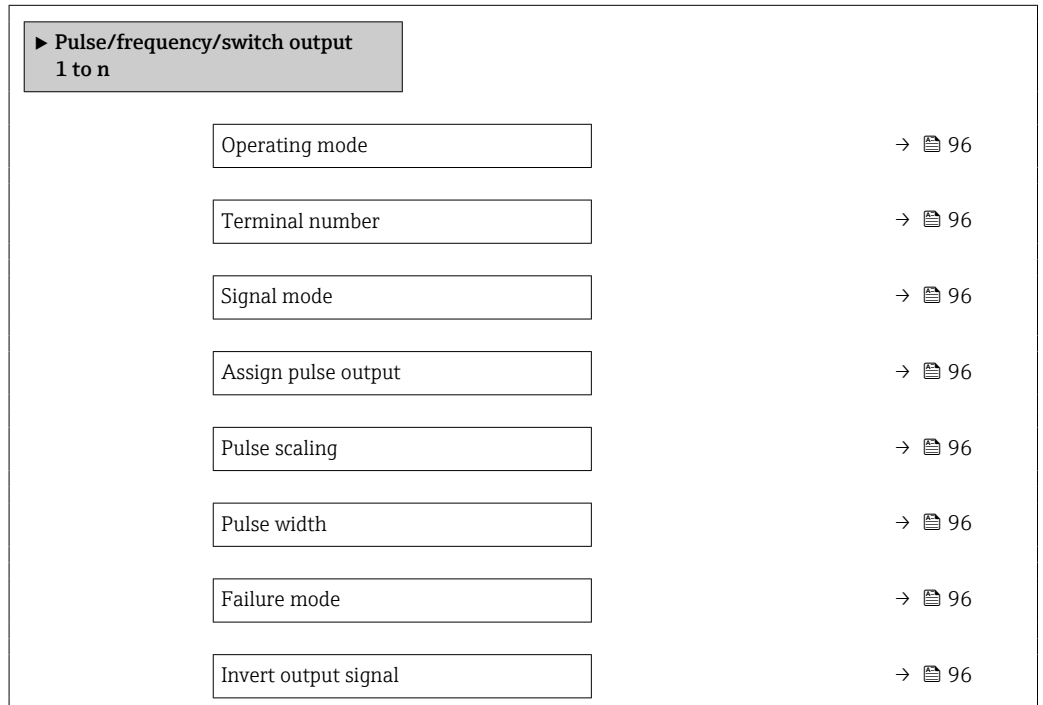 ► Pulse/frequency/switch output
1 to n
Operating mode → 96
Terminal number → 96
Signal mode → 96
Assign pulse output → 96
Pulse scaling → 96
Pulse width → 96
Failure mode → 96
Invert output signal → 96